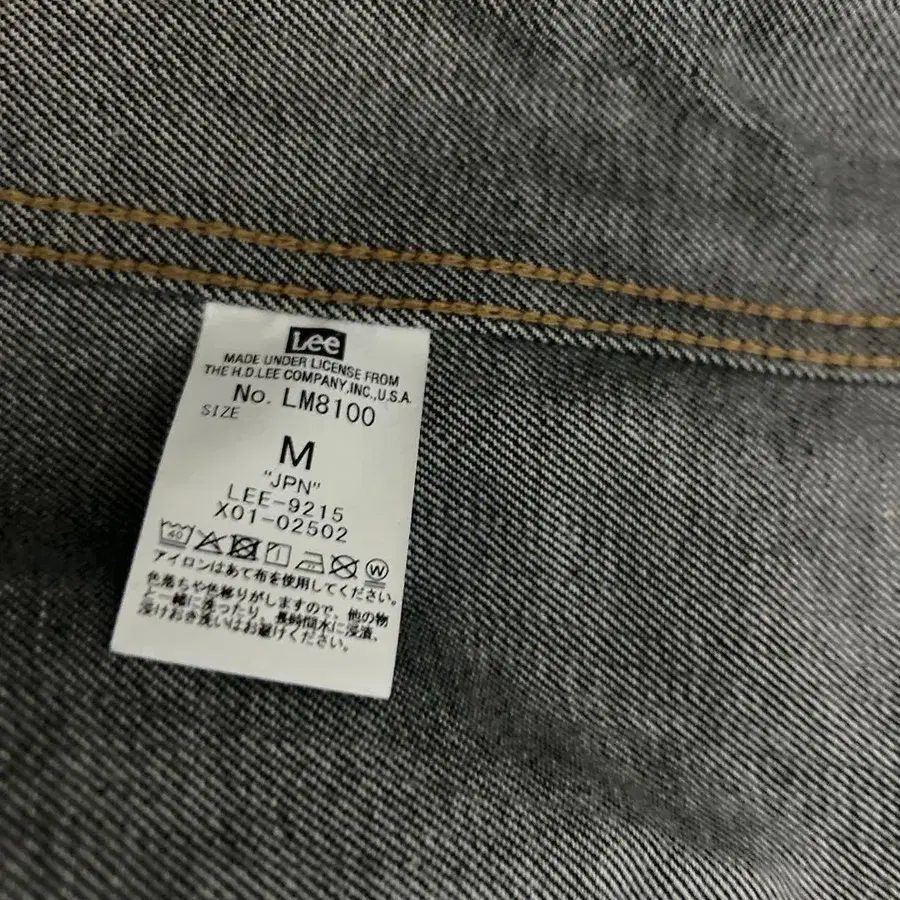 Lee
MADE UNDER LICENSE FROM
THE H.D.LEE COMPANY,INC.,U.S.A.
No. LM8100
SIZE
M
"JPN"
LEE-9215
X01-02502
40 W
アイロンはあて布を使用してください。
色落ちや色移りがしますので、他の物
と一緒に洗ったり、長時間水に浸漬、
浸けおき洗いはお避けください。